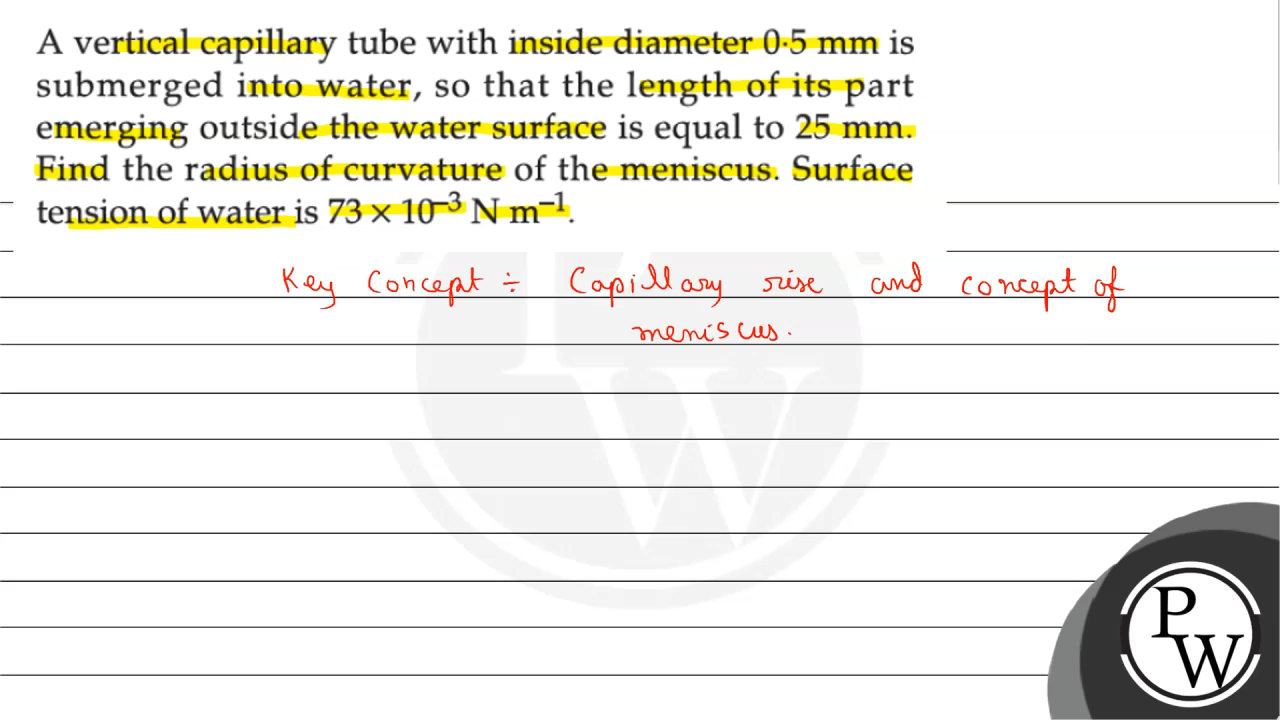 A vertical capillary tube with inside diameter 0·5 mm is
submerged into water, so that the length of its part
emerging outside the water surface is equal to 25 mm.
Find the radius of curvature of the meniscus. Surface
tension of water is 73 × 10⁻³ N m⁻¹.
Key Concept ÷ Capillary rise and concept of
meniscus.
PW